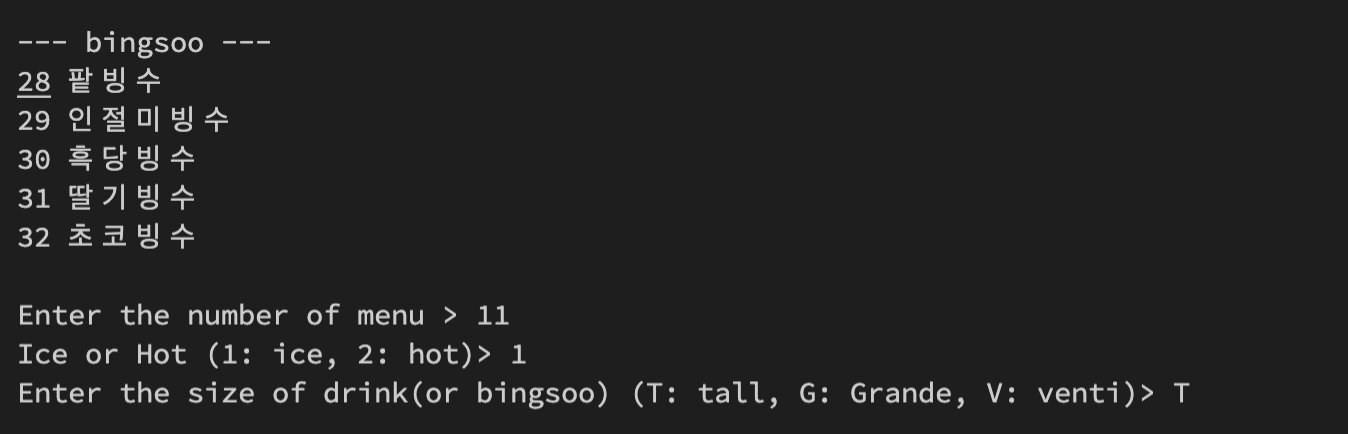 --- bingsoo ---
28 팥빙수
29 인절미빙수
30 흑당빙수
31 딸기빙수
32 초코빙수
Enter the number of menu > 11
Ice or Hot (1: ice, 2: hot)> 1
Enter the size of drink(or bingsoo) (T: tall, G: Grande, V: venti)> T